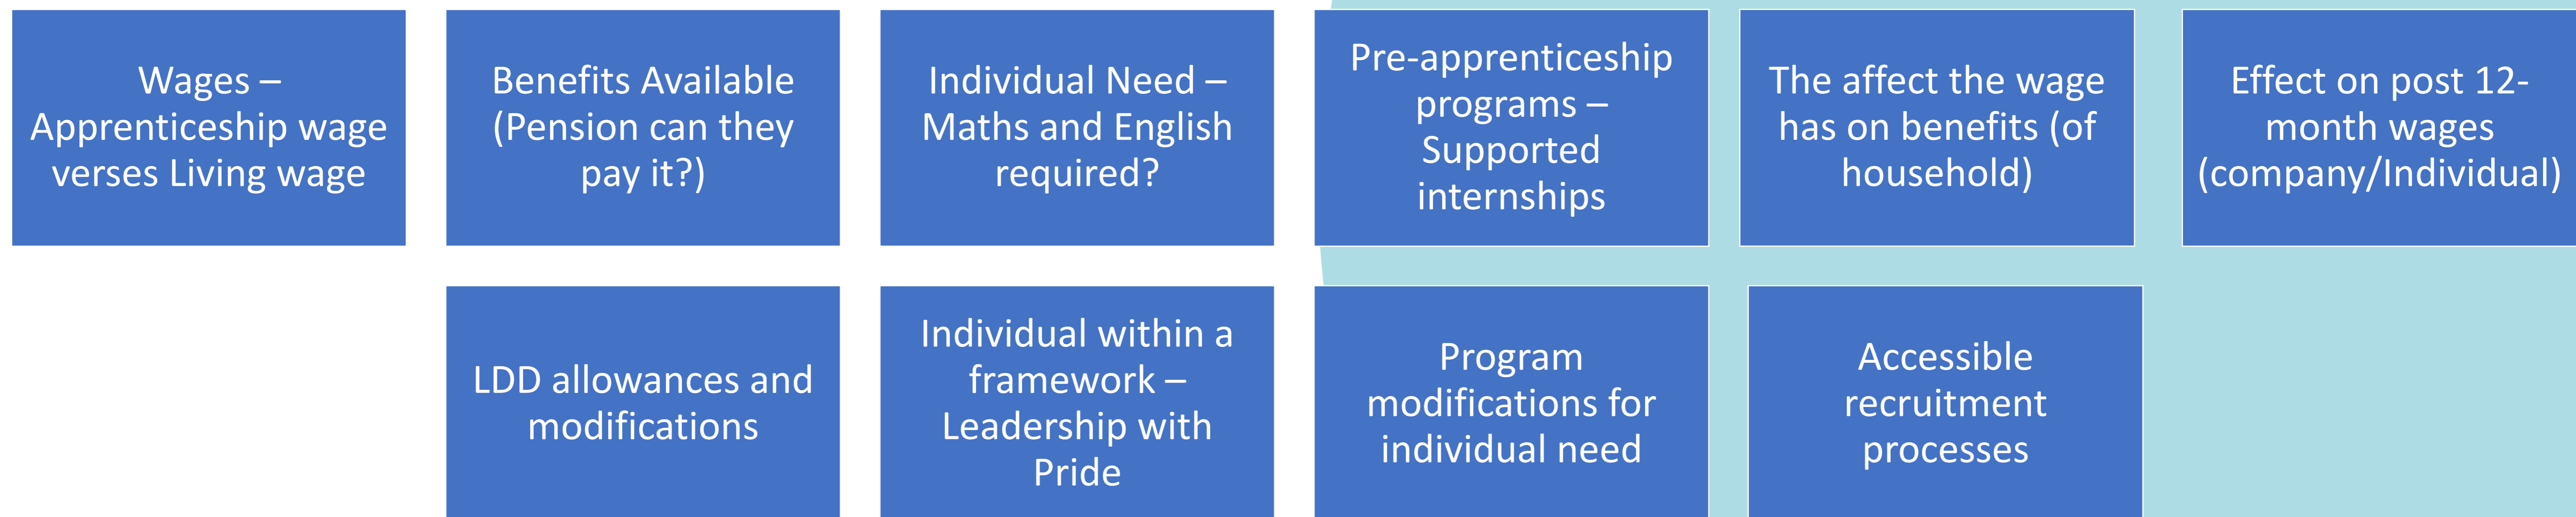 Wages –
Apprenticeship wage
verses Living wage
Benefits Available
(Pension can they
pay it?)
Individual Need –
Maths and English
required?
Pre-apprenticeship
programs –
Supported
internships
The affect the wage
has on benefits (of
household)
Effect on post 12-
month wages
(company/Individual)
LDD allowances and
modifications
Individual within a
framework –
Leadership with
Pride
Program
modifications for
individual need
Accessible
recruitment
processes